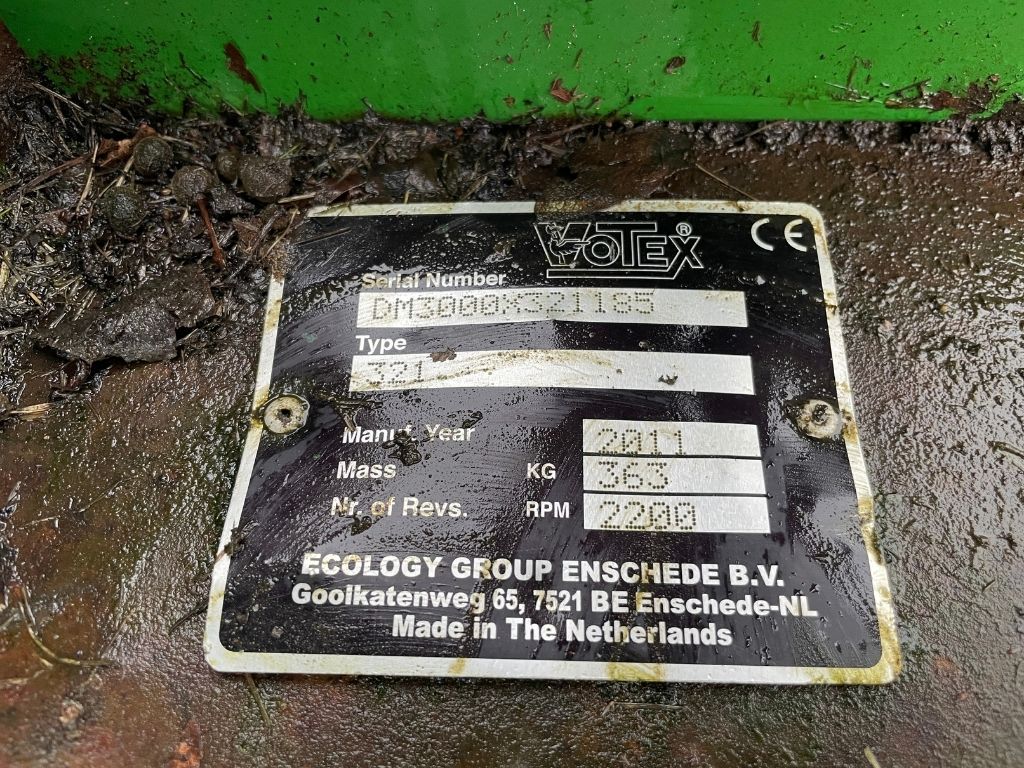 VOTEX®
CE
Serial Number
DM3000X321185
Type
321
Manuf. Year 2011
Mass KG 363
Nr. of Revs. RPM 2200
ECOLOGY GROUP ENSCHEDE B.V.
Goolkatenweg 65, 7521 BE Enschede-NL
Made in The Netherlands